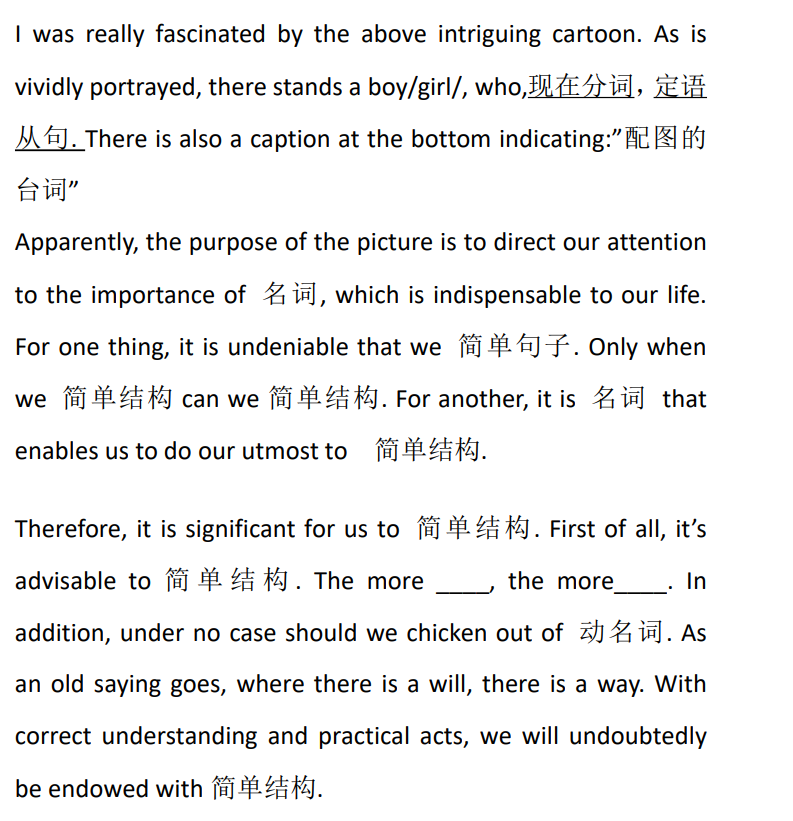 I was really fascinated by the above intriguing cartoon. As is
vividly portrayed, there stands a boy/girl/, who,现在分词，定语
从句. There is also a caption at the bottom indicating:”配图的
台词”
Apparently, the purpose of the picture is to direct our attention
to the importance of 名词, which is indispensable to our life.
For one thing, it is undeniable that we 简单句子. Only when
we 简单结构 can we 简单结构. For another, it is 名词 that
enables us to do our utmost to 简单结构.
Therefore, it is significant for us to 简单结构. First of all, it’s
advisable to 简单结构. The more ____, the more____. In
addition, under no case should we chicken out of 动名词. As
an old saying goes, where there is a will, there is a way. With
correct understanding and practical acts, we will undoubtedly
be endowed with 简单结构.